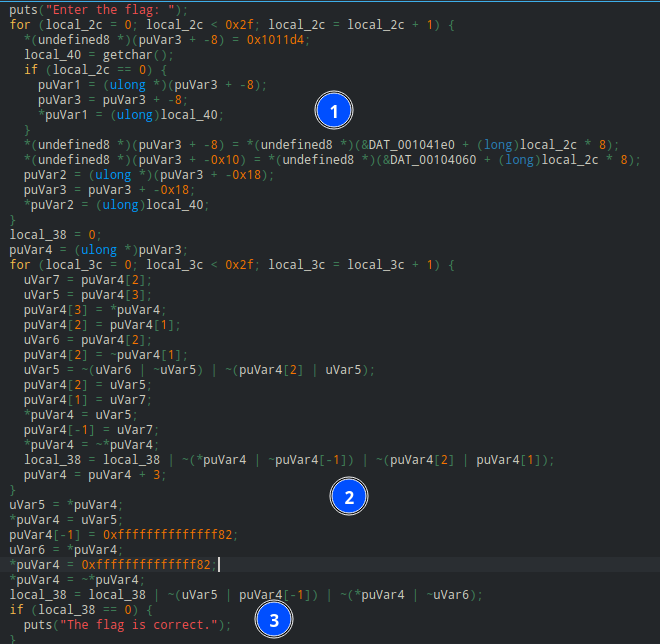 puts("Enter the flag: ");
for (local_2c = 0; local_2c < 0x2f; local_2c = local_2c + 1) {
*(undefined8 *)(puVar3 + -8) = 0x1011d4;
local_40 = getchar();
if (local_2c == 0) {
puVar1 = (ulong *)(puVar3 + -8);
puVar3 = puVar3 + -8;
*puVar1 = (ulong)local_40;
}
1
*(undefined8 *)(puVar3 + -8) = *(undefined8 *)(&DAT_001041e0 + (long)local_2c * 8);
*(undefined8 *)(puVar3 + -0x10) = *(undefined8 *)(&DAT_00104060 + (long)local_2c * 8);
puVar2 = (ulong *)(puVar3 + -0x18);
puVar3 = puVar3 + -0x18;
*puVar2 = (ulong)local_40;
}
local_38 = 0;
puVar4 = (ulong *)puVar3;
for (local_3c = 0; local_3c < 0x2f; local_3c = local_3c + 1) {
uVar7 = puVar4[2];
uVar5 = puVar4[3];
puVar4[3] = *puVar4;
puVar4[2] = puVar4[1];
uVar6 = puVar4[2];
puVar4[2] = ~puVar4[1];
uVar5 = ~(uVar6 | ~uVar5) | ~(puVar4[2] | uVar5);
puVar4[2] = uVar5;
puVar4[1] = uVar7;
*puVar4 = uVar5;
puVar4[-1] = uVar7;
*puVar4 = ~*puVar4;
local_38 = local_38 | ~(*puVar4 | ~puVar4[-1]) | ~(puVar4[2] | puVar4[1]);
puVar4 = puVar4 + 3;
}
2
uVar5 = *puVar4;
*puVar4 = uVar5;
puVar4[-1] = 0xffffffffffffff82;
uVar6 = *puVar4;
*puVar4 = 0xffffffffffffff82;
*puVar4 = ~*puVar4;
local_38 = local_38 | ~(uVar5 | puVar4[-1]) | ~(*puVar4 | ~uVar6);
if (local_38 == 0) {
3
puts("The flag is correct.");
}